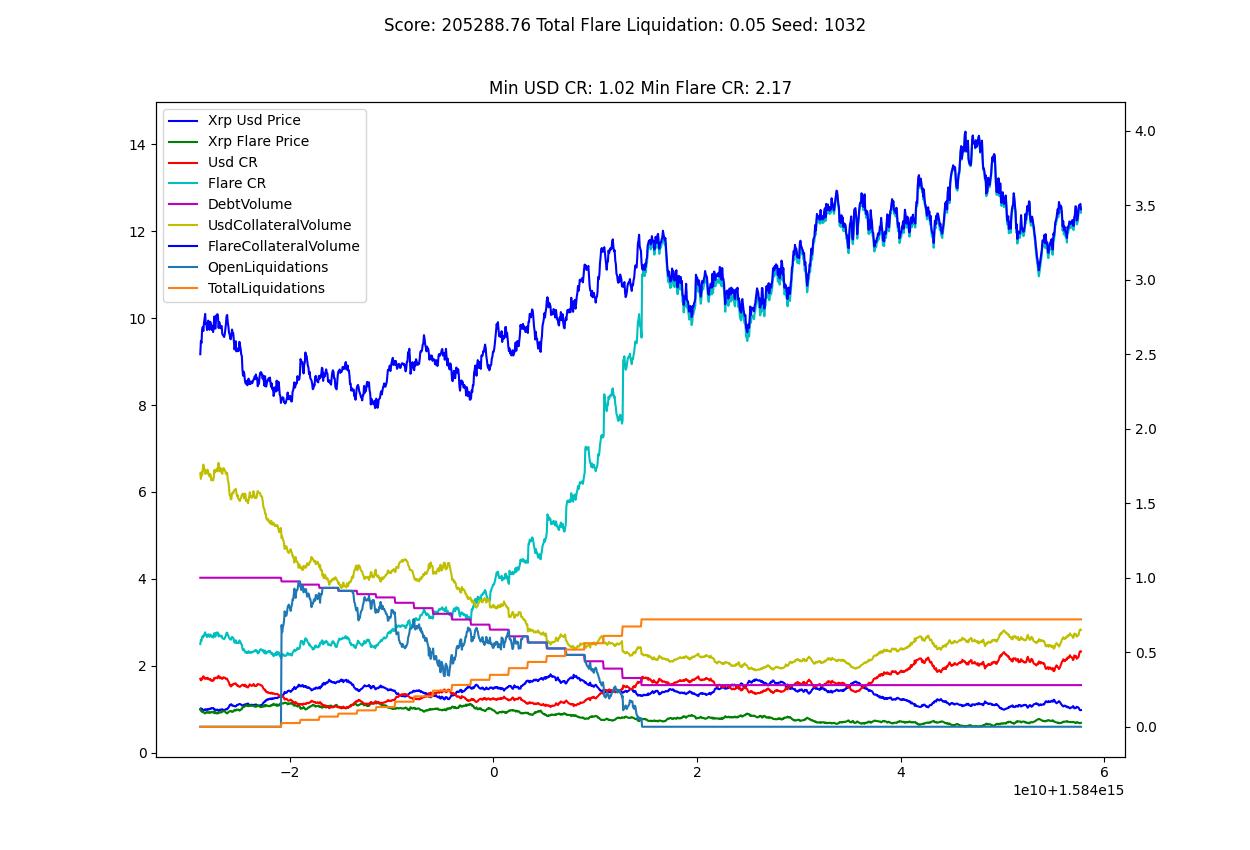 Score: 205288.76 Total Flare Liquidation: 0.05 Seed: 1032
Min USD CR: 1.02 Min Flare CR: 2.17
Xrp Usd Price
Xrp Flare Price
Usd CR
Flare CR
DebtVolume
UsdCollateralVolume
FlareCollateralVolume
OpenLiquidations
TotalLiquidations
14
12
10
8
6
4
2
0
4.0
3.5
3.0
2.5
2.0
1.5
1.0
0.5
0.0
−2
0
2
4
6
1e10+1.584e15